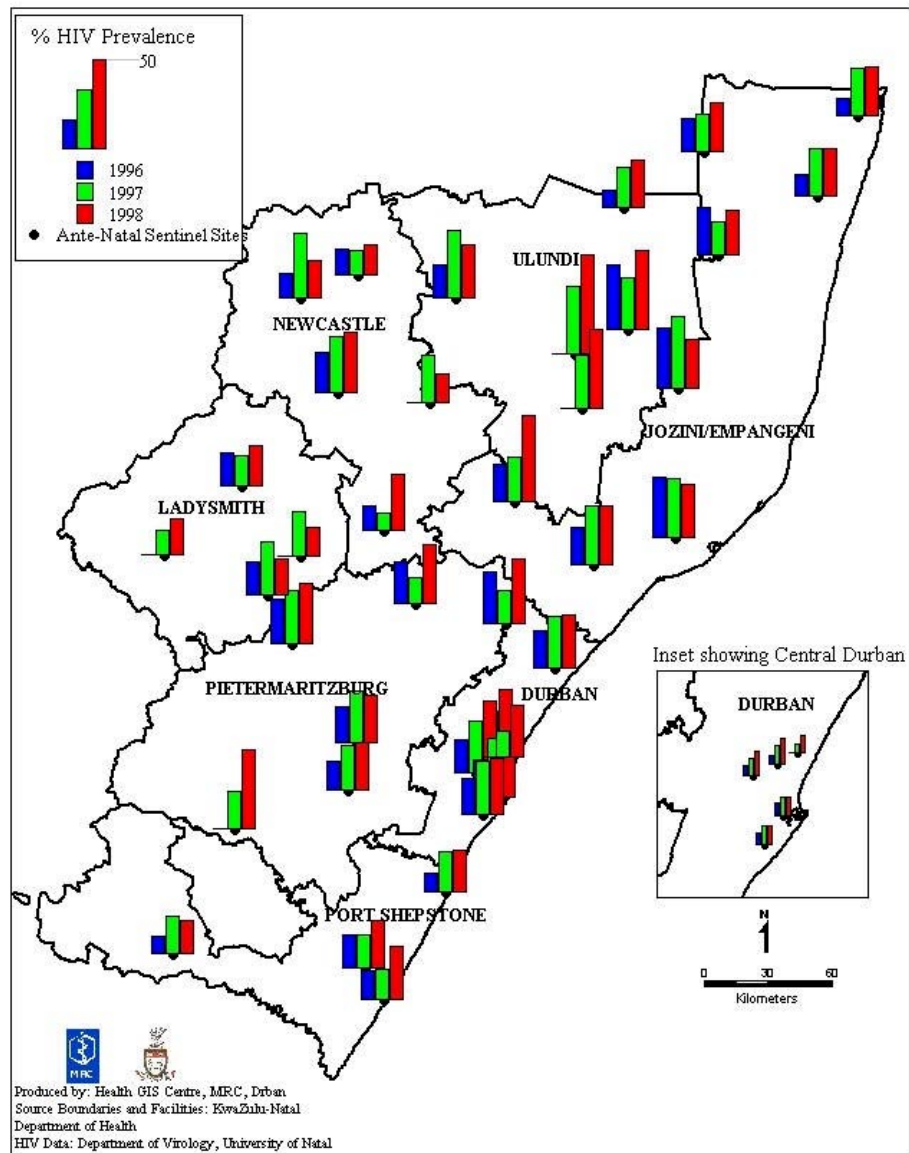 % HIV Prevalence
50
1996
1997
1998
Ante-Natal Sentinel Sites
ULUNDI
NEWCASTLE
JOZINI/EMPANGENI
LADYSMITH
Inset showing Central Durban
PIETERMARITZBURG
DURBAN
DURBAN
PORT SHEPSTONE
N
0 30 60
Kilometers
MRC
Produced by: Health GIS Centre, MRC, Drban
Source Boundaries and Facilities: KwaZulu-Natal
Department of Health
HIV Data: Department of Virology, University of Natal